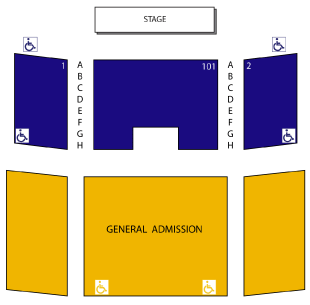 STAGE
1 A 101 A 2
B B
C C
D D
E E
F F
G G
H H
GENERAL ADMISSION